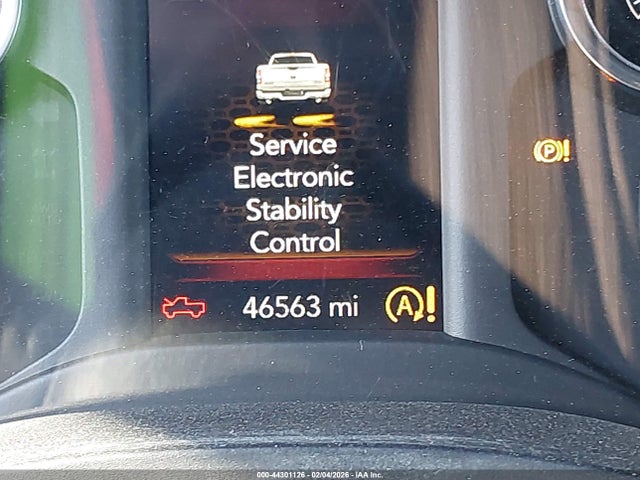 Service
Electronic
Stability
Control
(P)!
46563 mi
A!
000-44301126 - 02/04/2026 - IAA Inc.